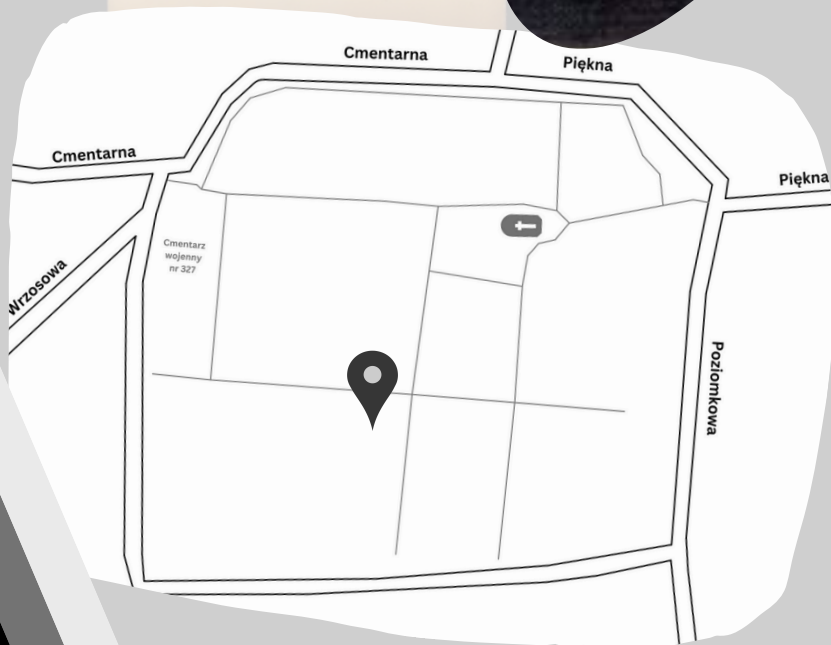 Cmentarna
Piękna
Cmentarna
Piękna
Cmentarz
wojenny
nr 327
Wrzosowa
Poziomkowa